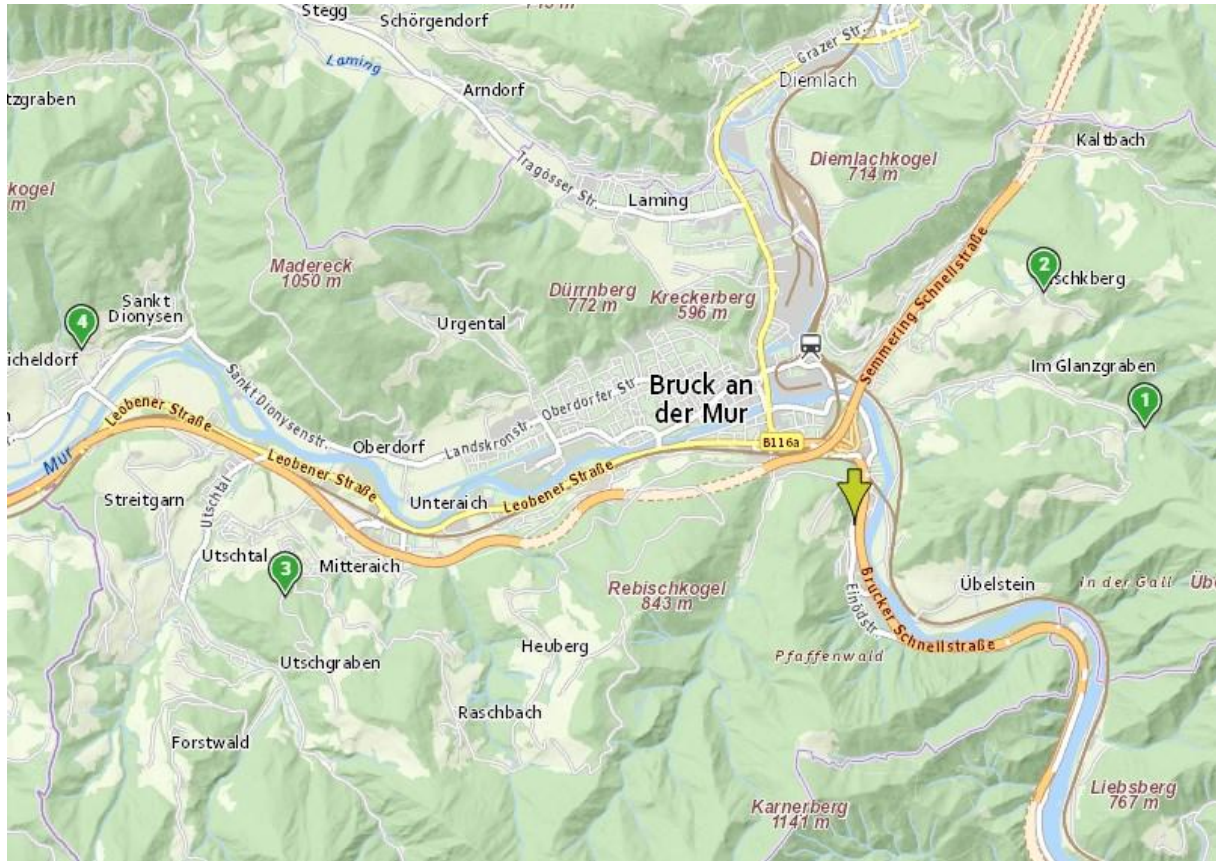 Stegg
Schörgendorf
Laming
Grazer Str.
Diemlach
tzgraben
Arndorf
Kaltbach
Tragösser Str.
Diemlachkogel
714 m
kogel
m
Laming
Madereck
1050 m
Dürrnberg
772 m
Kreckerberg
596 m
Semmering Schnellstraße
2
schkberg
Sankt
Dionysen
4
Urgental
icheldorf
Im Glanzgraben
Bruck an
der Mur
Oberdorfer Str.
1
Sankt Dionysenstr.
Leobener Straße
Oberdorf
Landskronstr.
B116a
Mur
Streitgarn
Utschtal
Leobener Straße
Unteraich
Leobener Straße
Utschtal
3
Mitteraich
Rebischkogel
843 m
Einödstr.
Brucker Schnellstraße
Übelstein
in der Gall
Üb
Utschgraben
Heuberg
Pfaffenwald
Raschbach
Forstwald
Karnerberg
1141 m
Liebsberg
767 m